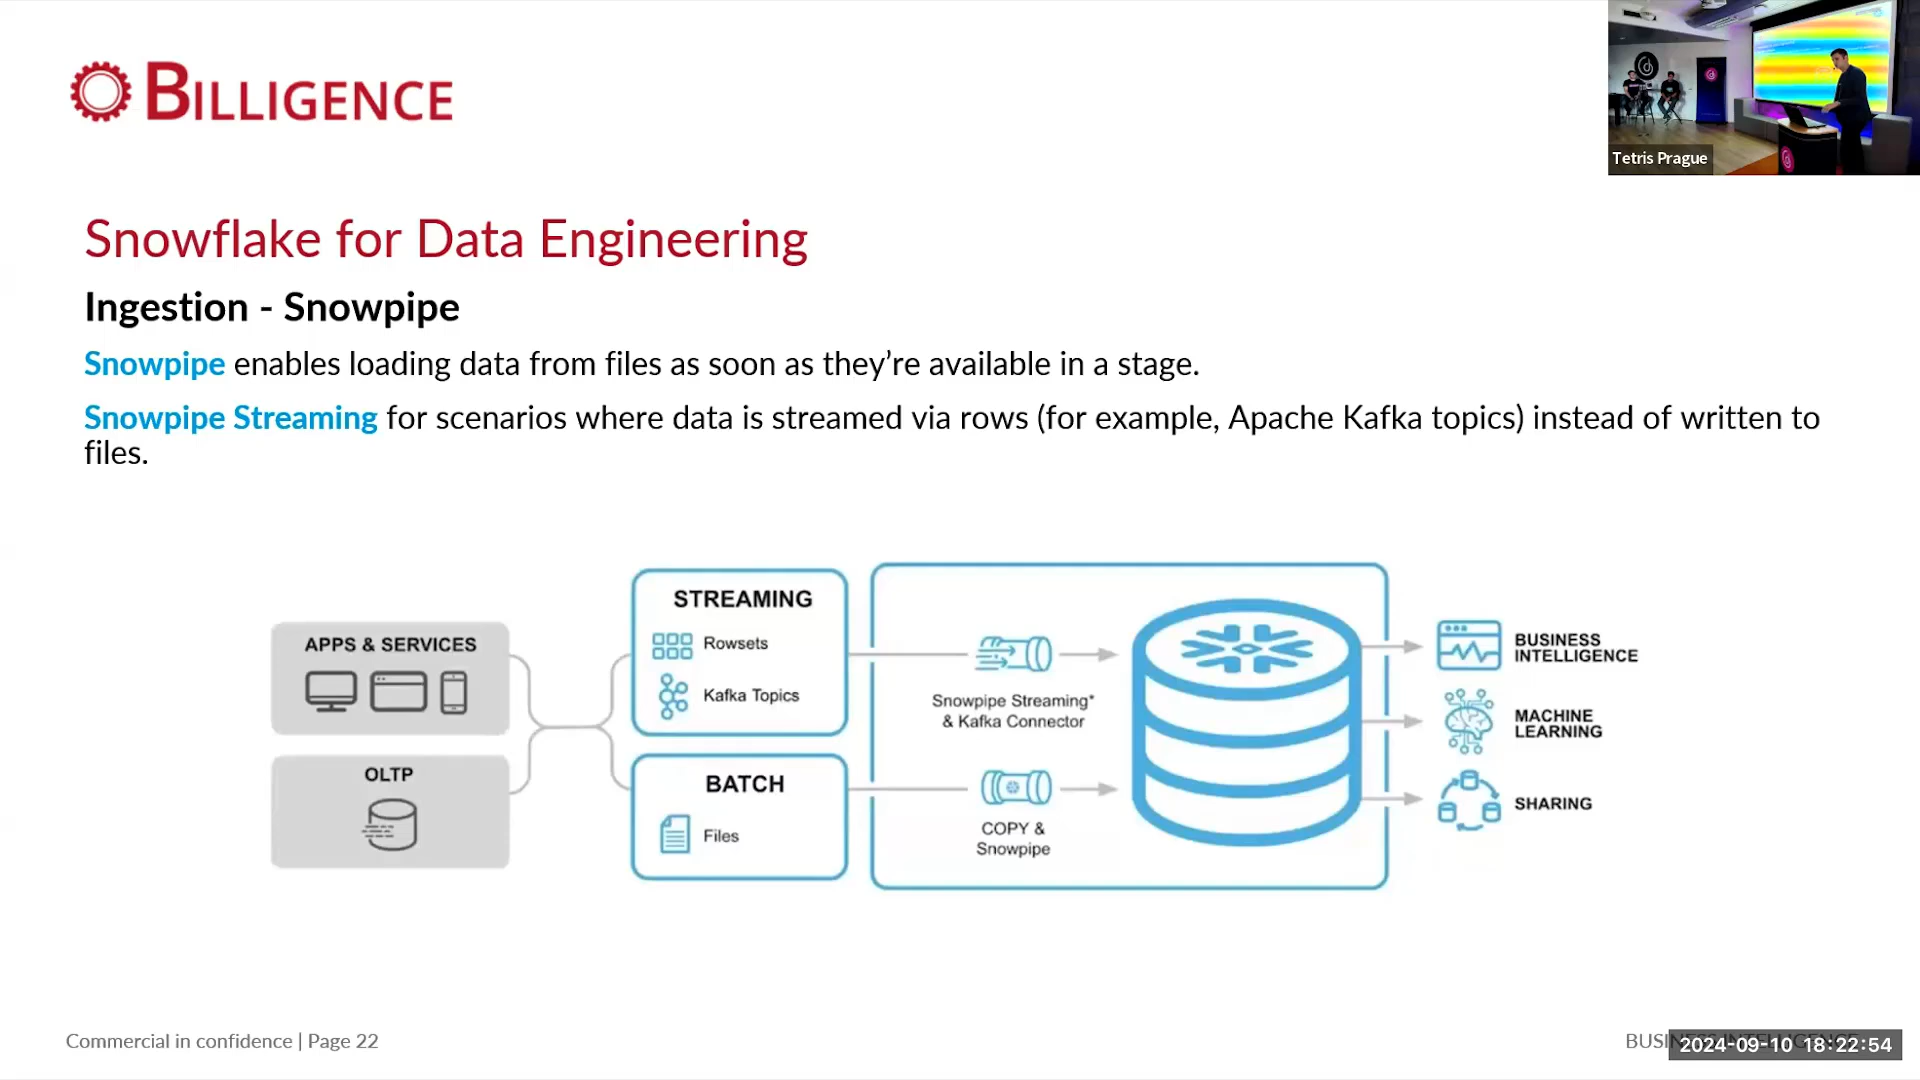 BILLIGENCE
Tetris Prague
Snowflake for Data Engineering
Ingestion - Snowpipe
Snowpipe enables loading data from files as soon as they’re available in a stage.
Snowpipe Streaming for scenarios where data is streamed via rows (for example, Apache Kafka topics) instead of written to
files.
APPS & SERVICES
OLTP
STREAMING
Rowsets
Kafka Topics
BATCH
Files
Snowpipe Streaming*
& Kafka Connector
COPY &
Snowpipe
BUSINESS
INTELLIGENCE
MACHINE
LEARNING
SHARING
Commercial in confidence | Page 22
2024-09-10 18:22:54